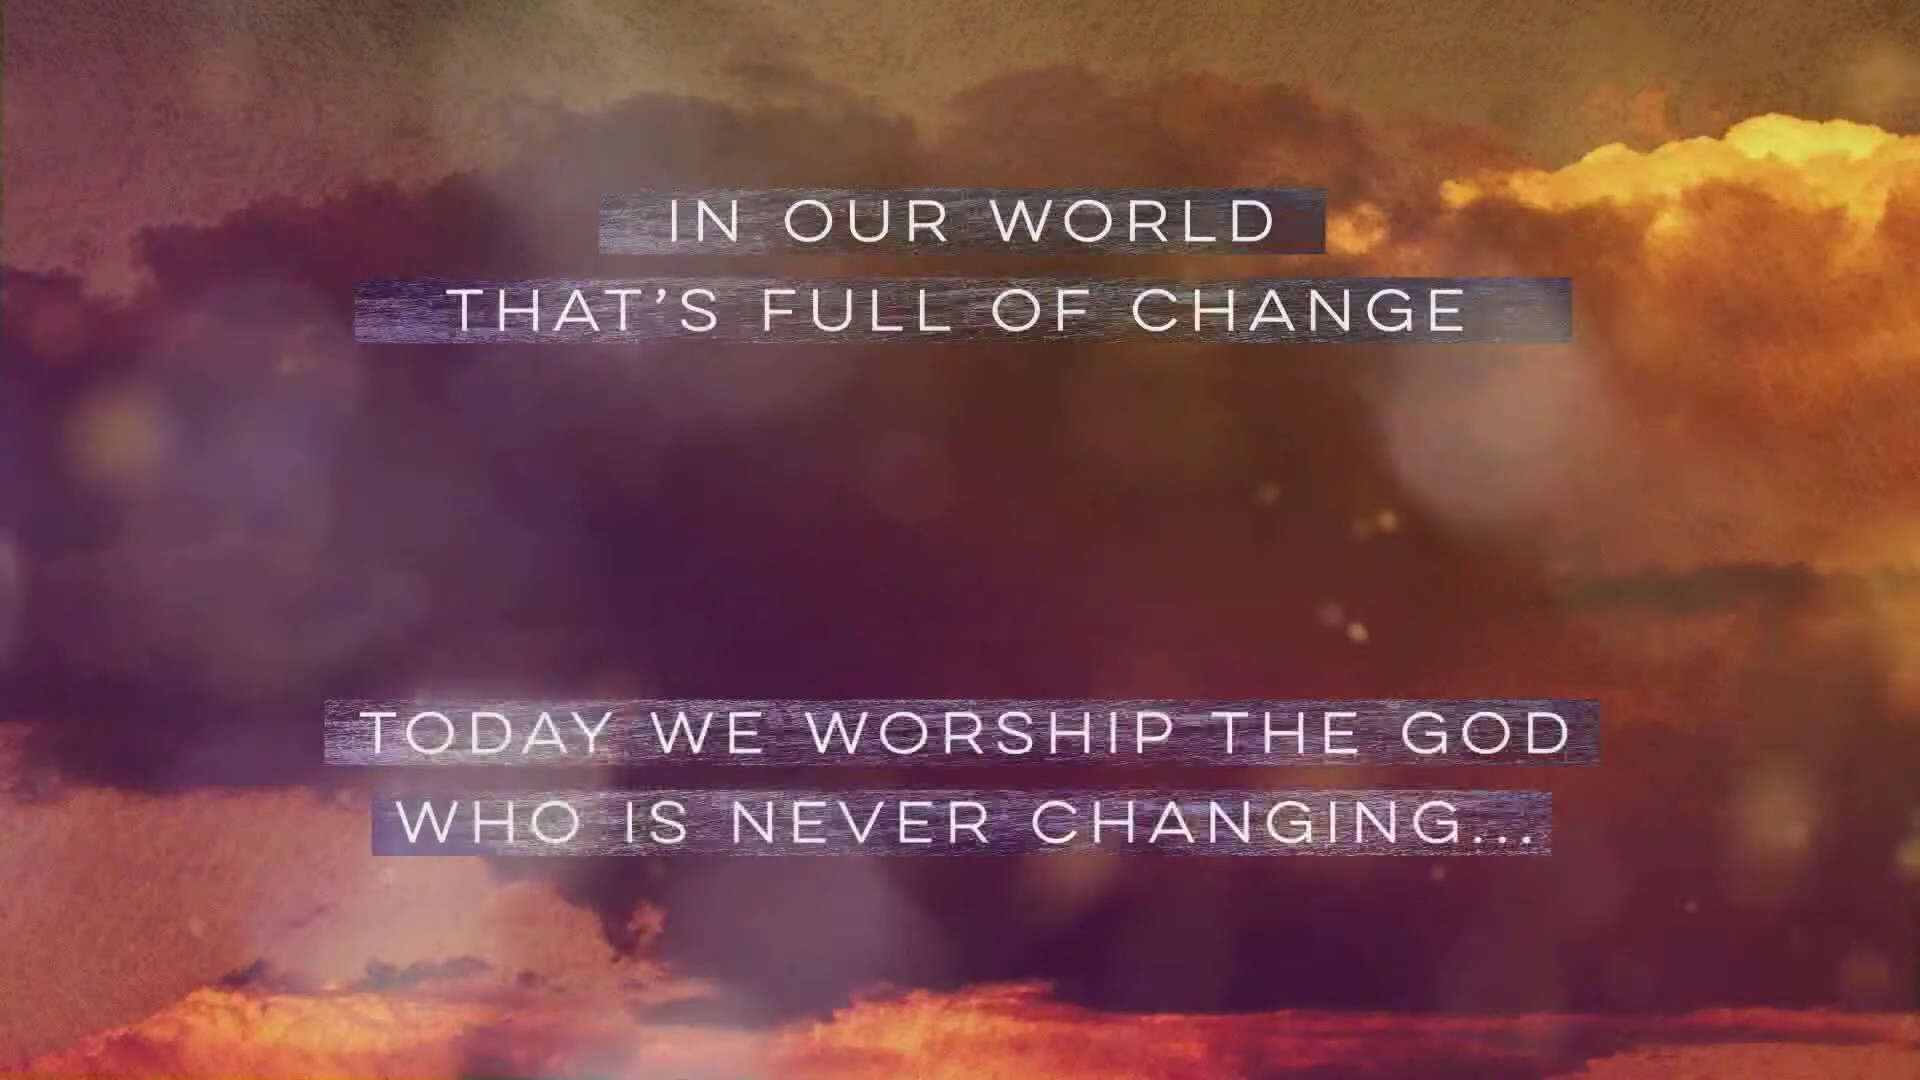 IN OUR WORLD
THAT'S FULL OF CHANGE
TODAY WE WORSHIP THE GOD
WHO IS NEVER CHANGING...